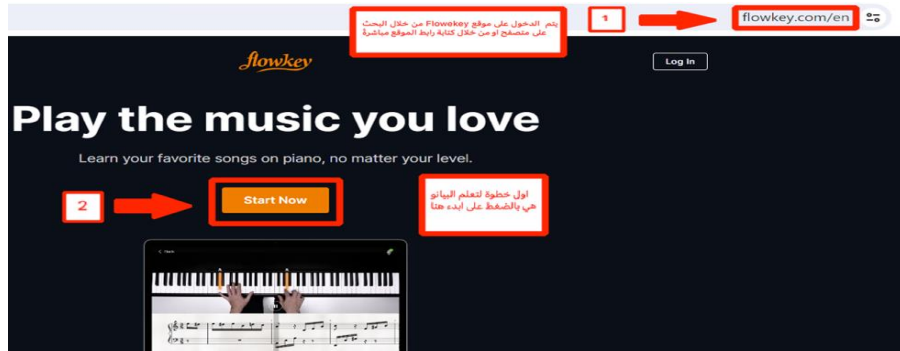 flowkey.com/en
1
يتم الدخول على موقع Flowekey من خلال البحث
على متصفح او من خلال كتابة رابط الموقع مباشرةً
flowkey
Log In
Play the music you love
Learn your favorite songs on piano, no matter your level.
2
Start Now
اول خطوة لتعلم البيانو
هي بالضغط على ابدء هنا